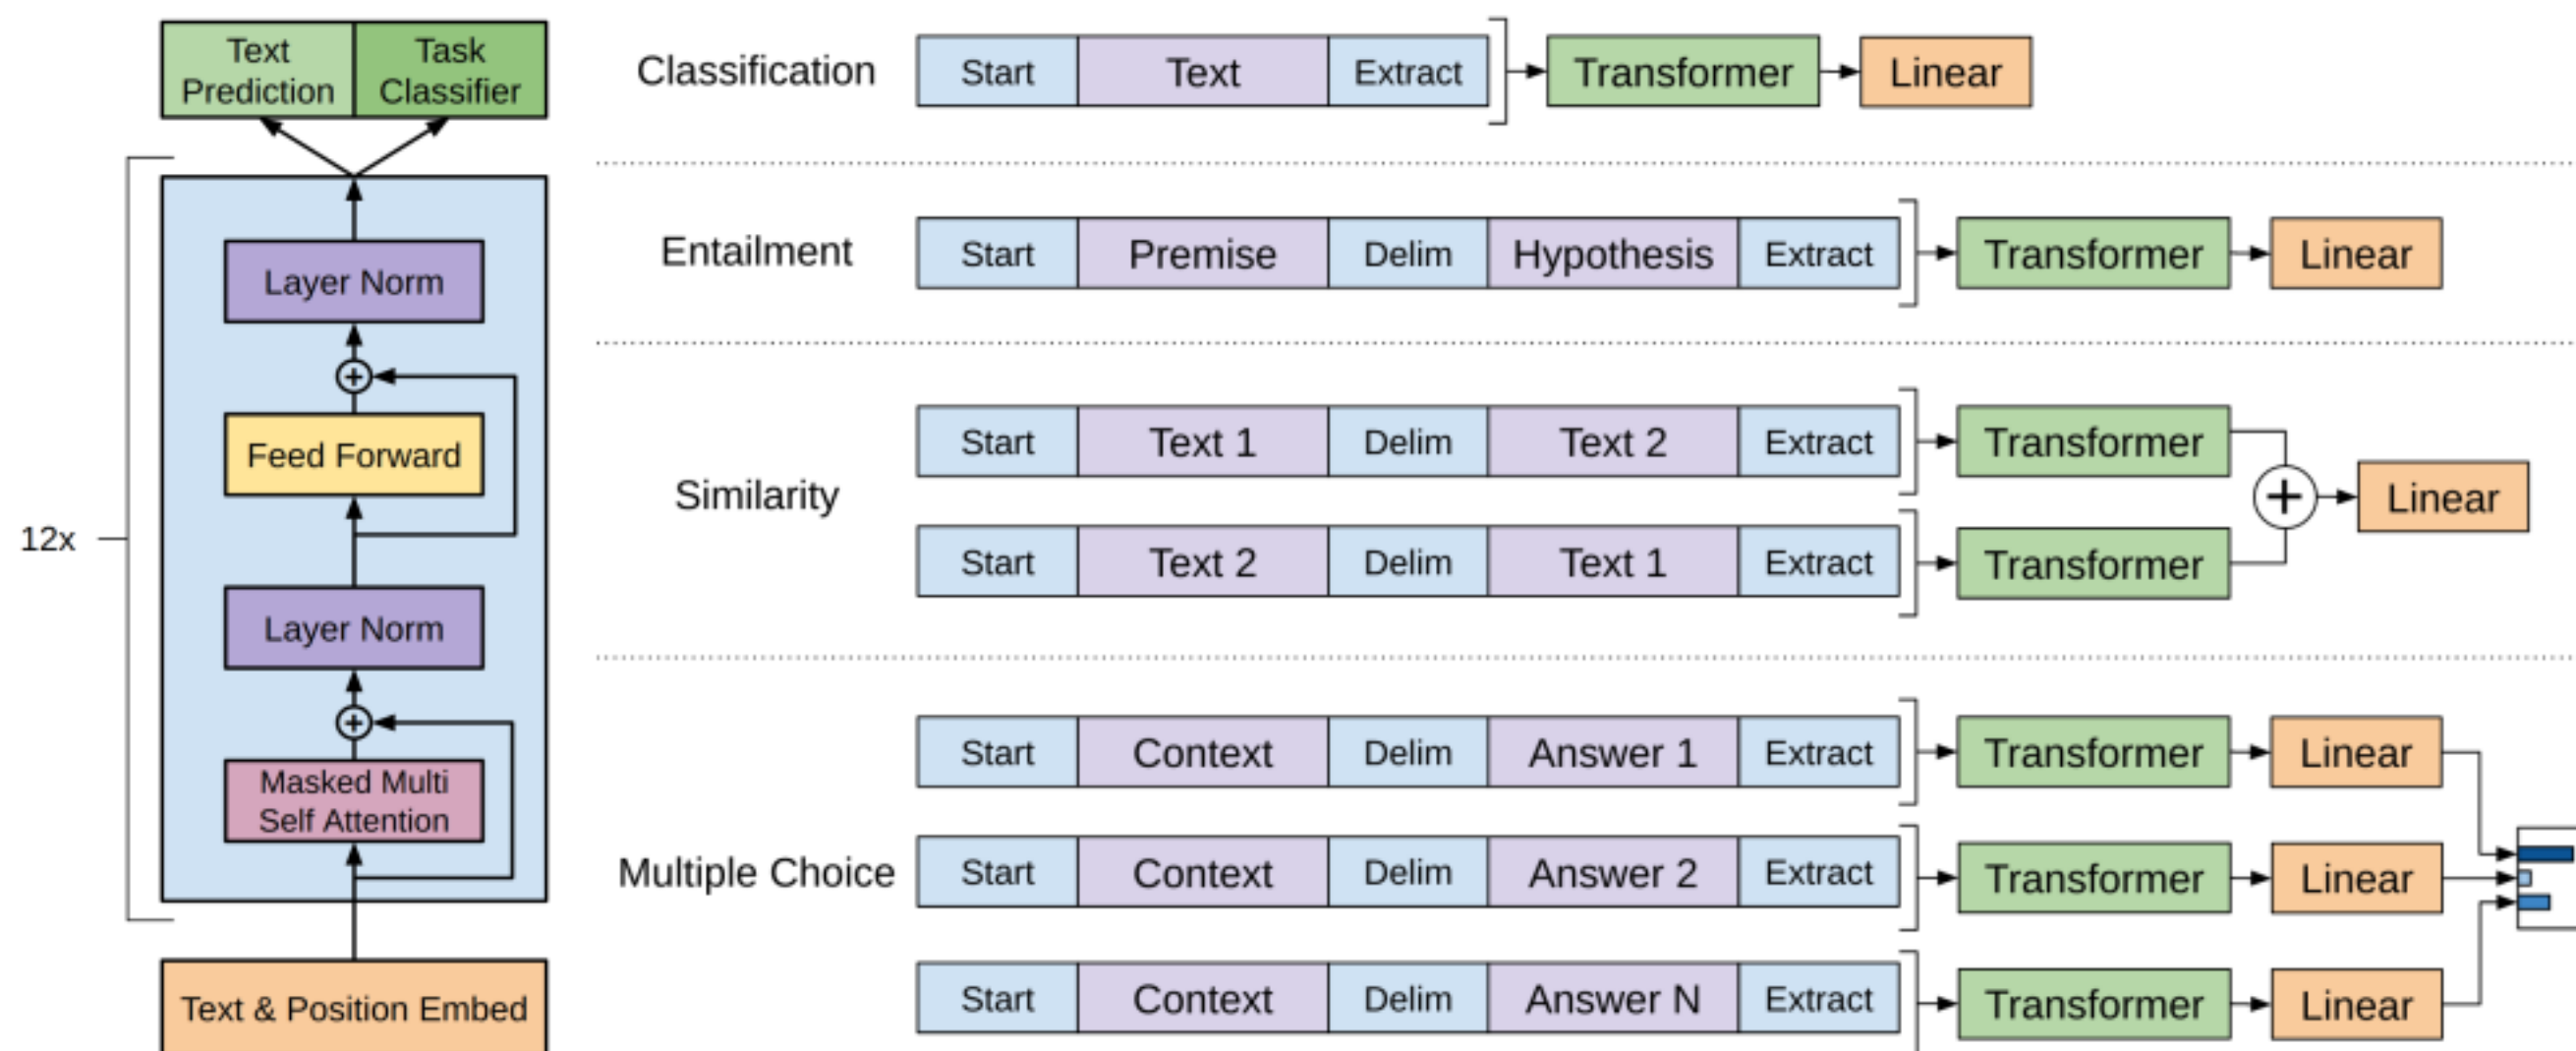 Text
Prediction
Task
Classifier
12x
Layer Norm
Feed Forward
Layer Norm
Masked Multi
Self Attention
Text & Position Embed
Classification
Start Text Extract Transformer Linear
Entailment
Start Premise Delim Hypothesis Extract Transformer Linear
Similarity
Start Text 1 Delim Text 2 Extract Transformer
+ Linear
Start Text 2 Delim Text 1 Extract Transformer
Multiple Choice
Start Context Delim Answer 1 Extract Transformer Linear
Start Context Delim Answer 2 Extract Transformer Linear
Start Context Delim Answer N Extract Transformer Linear